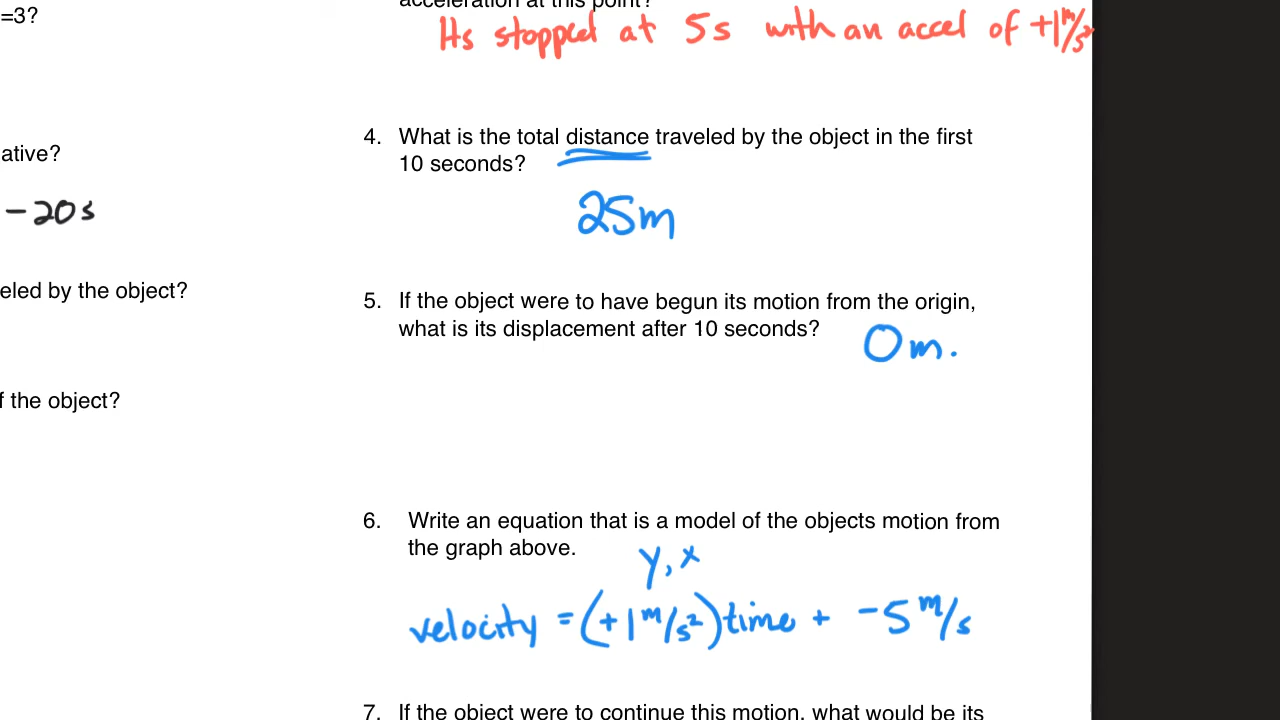 =3?
acceleration at this point?
Its stopped at 5s with an accel of +1 m/s²
4. What is the total distance traveled by the object in the first
10 seconds?
ative?
25m
-20s
eled by the object?
5. If the object were to have begun its motion from the origin,
what is its displacement after 10 seconds?
0m.
f the object?
6. Write an equation that is a model of the objects motion from
the graph above.
y, x
velocity = (+1 m/s²) time + -5 m/s
7. If the object were to continue this motion, what would be its